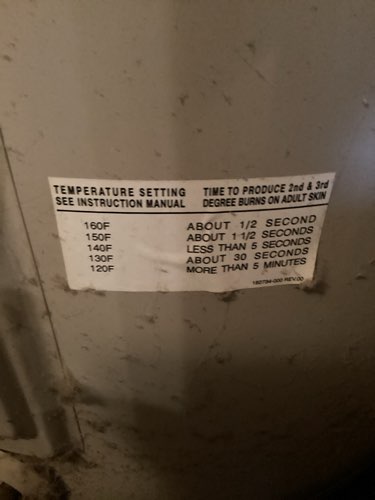 TEMPERATURE SETTING TIME TO PRODUCE 2nd & 3rd
SEE INSTRUCTION MANUAL DEGREE BURNS ON ADULT SKIN
160F ABOUT 1/2 SECOND
150F ABOUT 1 1/2 SECONDS
140F LESS THAN 5 SECONDS
130F ABOUT 30 SECONDS
120F MORE THAN 5 MINUTES
REV.00